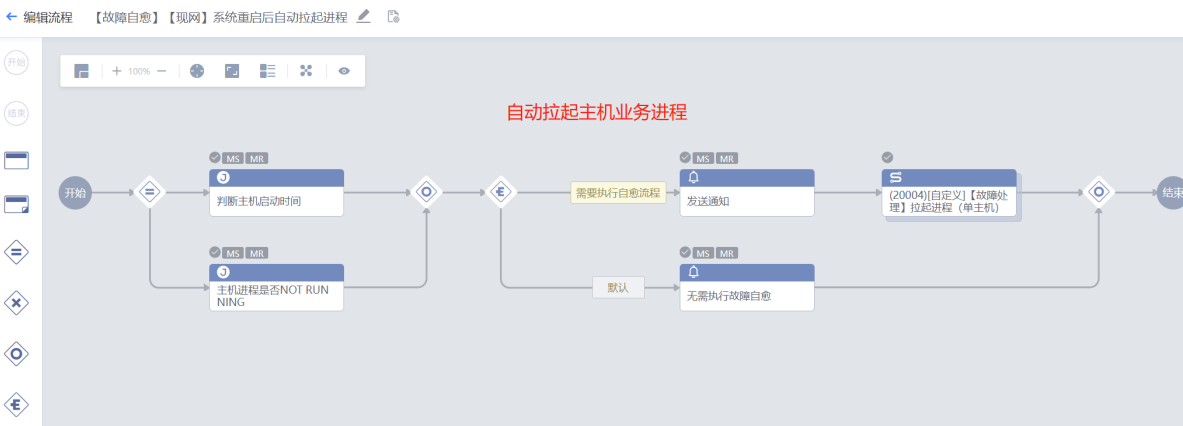 编辑流程 【故障自愈】【现网】系统重启后自动拉起进程
开始
100%
结束
自动拉起主机业务进程
MS MR
MS MR
开始
判断主机启动时间
需要执行自愈流程
发送通知
(20004)[自定义]【故障处
理】拉起进程（单主机）
结束
MS MR
MS MR
主机进程是否NOT RUN
NING
默认
无需执行故障自愈